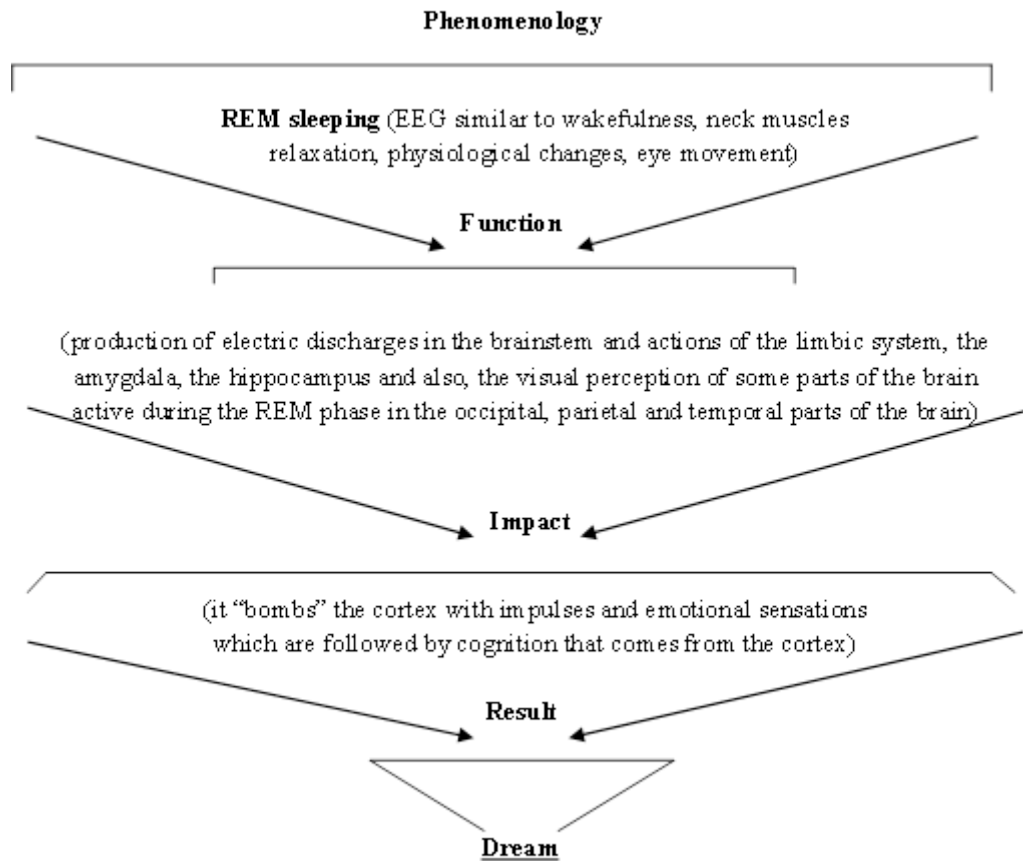 Phenomenology
REM sleeping (EEG similar to wakefulness, neck muscles
relaxation, physiological changes, eye movement)
Function
(production of electric discharges in the brainstem and actions of the limbic system, the
amygdala, the hippocampus and also, the visual perception of some parts of the brain
active during the REM phase in the occipital, parietal and temporal parts of the brain)
Impact
(it “bombs” the cortex with impulses and emotional sensations
which are followed by cognition that comes from the cortex)
Result
Dream